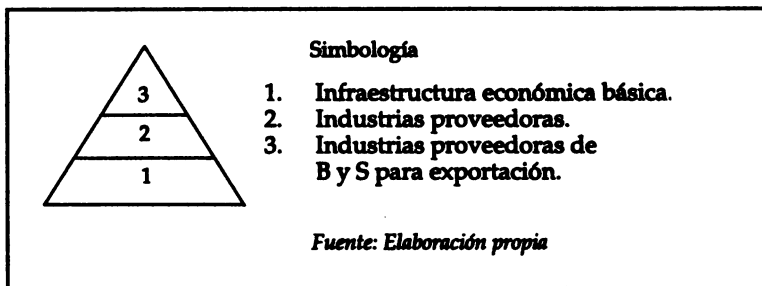 Simbología
3
2
1
1. Infraestructura económica básica.
2. Industrias proveedoras.
3. Industrias proveedoras de
B y S para exportación.
Fuente: Elaboración propia